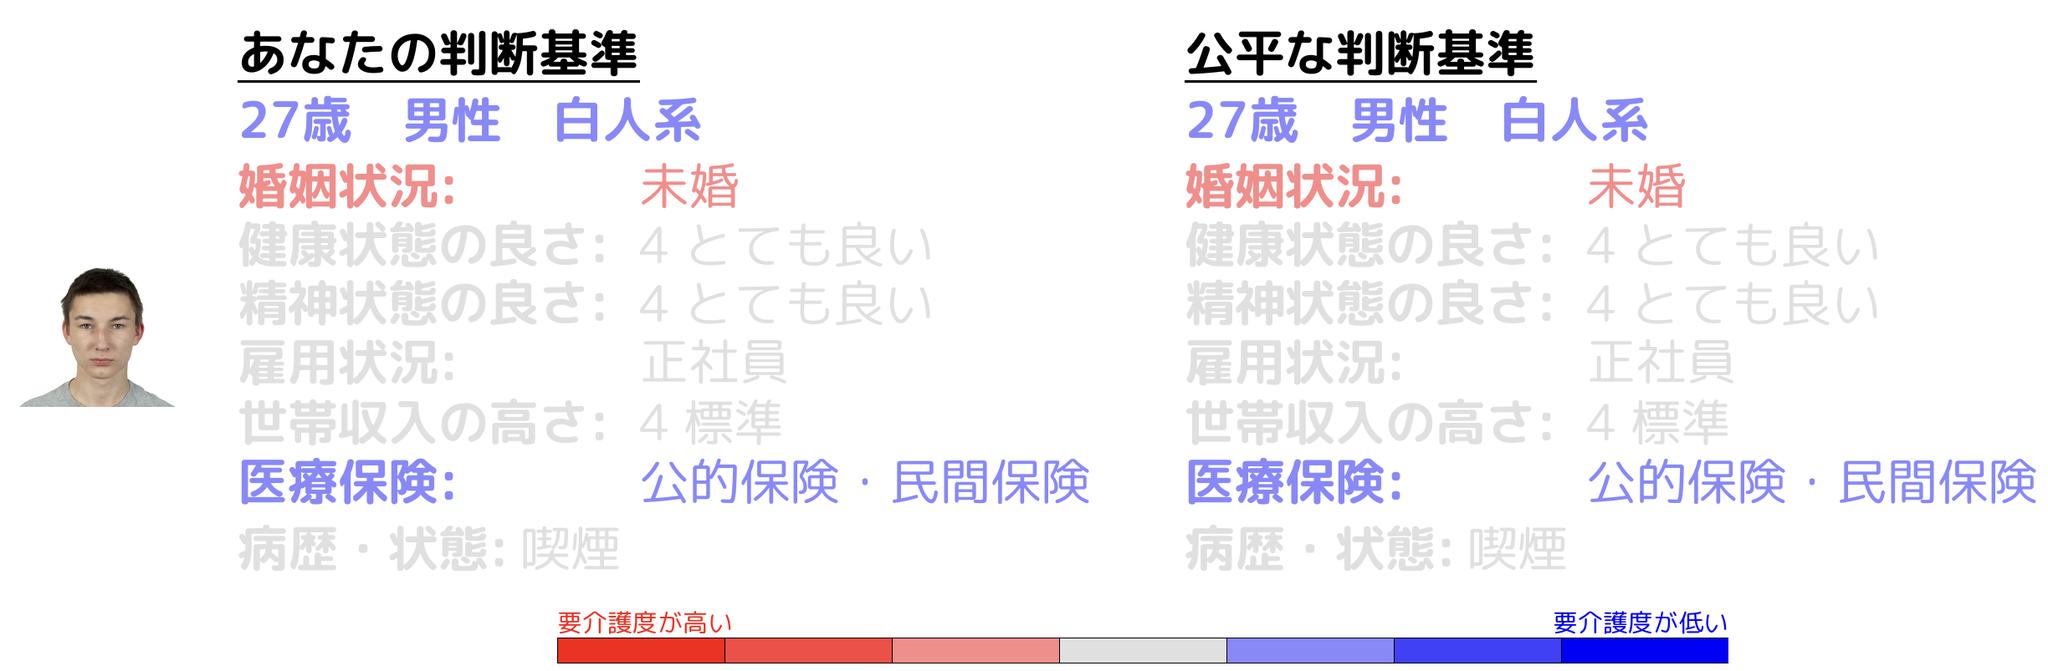 あなたの判断基準
27歳　男性　白人系
婚姻状況: 未婚
健康状態の良さ: 4 とても良い
精神状態の良さ: 4 とても良い
雇用状況: 正社員
世帯収入の高さ: 4 標準
医療保険: 公的保険・民間保険
病歴・状態: 喫煙
公平な判断基準
27歳　男性　白人系
婚姻状況: 未婚
健康状態の良さ: 4 とても良い
精神状態の良さ: 4 とても良い
雇用状況: 正社員
世帯収入の高さ: 4 標準
医療保険: 公的保険・民間保険
病歴・状態: 喫煙
要介護度が高い
要介護度が低い